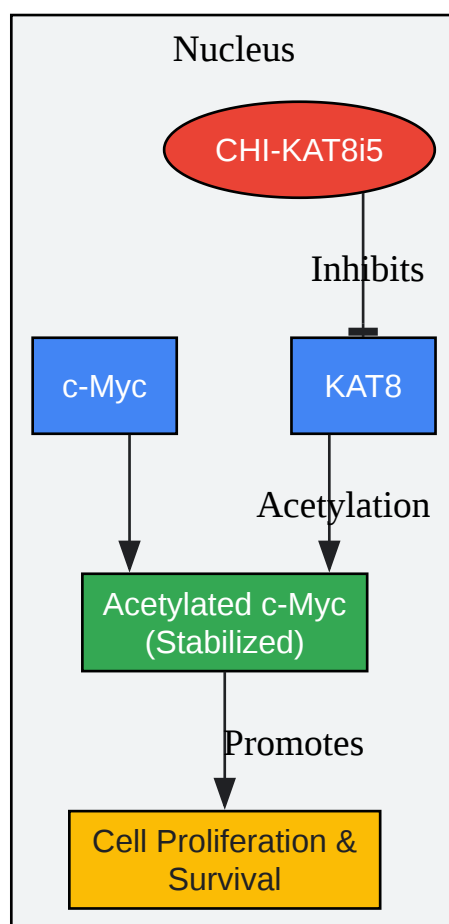 Nucleus
CHI-KAT8i5
Inhibits
c-Myc
KAT8
Acetylation
Acetylated c-Myc
(Stabilized)
Promotes
Cell Proliferation &
Survival